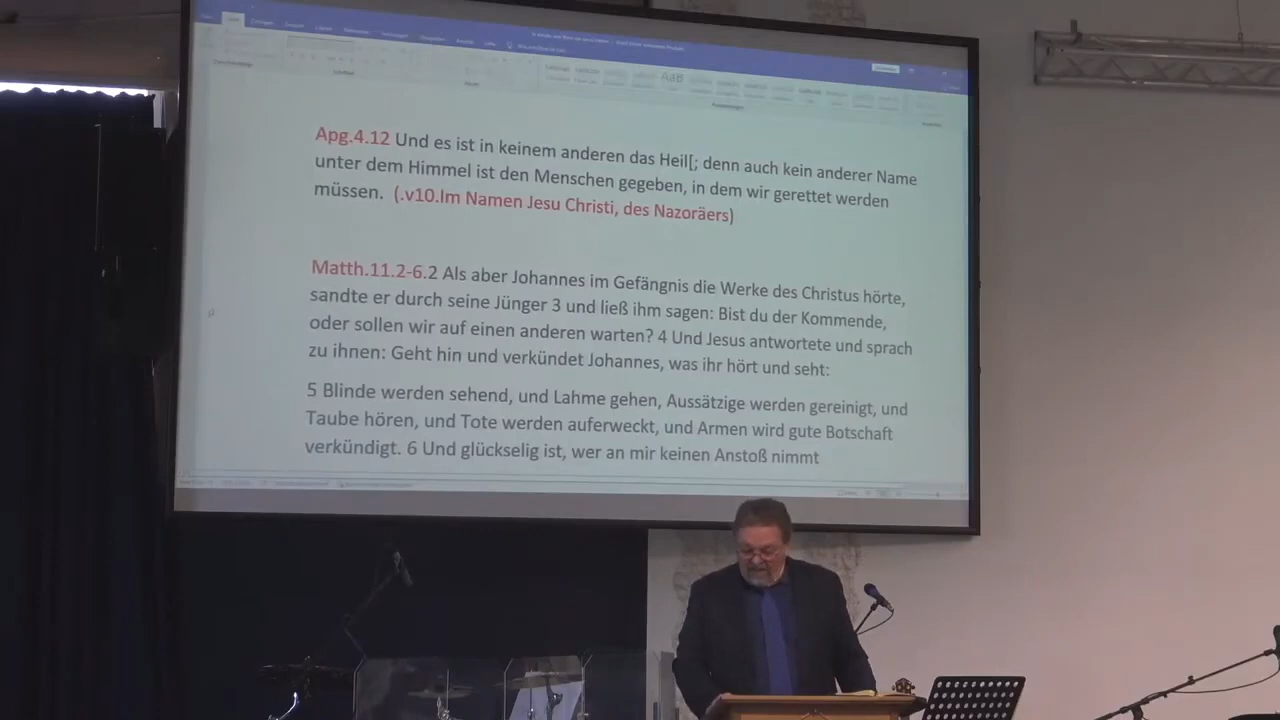 AaB
Apg.4.12 Und es ist in keinem anderen das Heil[; denn auch kein anderer Name
unter dem Himmel ist den Menschen gegeben, in dem wir gerettet werden
müssen. (.v10.Im Namen Jesu Christi, des Nazoräers)
Matth.11.2-6.2 Als aber Johannes im Gefängnis die Werke des Christus hörte,
sandte er durch seine Jünger 3 und ließ ihm sagen: Bist du der Kommende,
oder sollen wir auf einen anderen warten? 4 Und Jesus antwortete und sprach
zu ihnen: Geht hin und verkündet Johannes, was ihr hört und seht:
5 Blinde werden sehend, und Lahme gehen, Aussätzige werden gereinigt, und
Taube hören, und Tote werden auferweckt, und Armen wird gute Botschaft
verkündigt. 6 Und glückselig ist, wer an mir keinen Anstoß nimmt